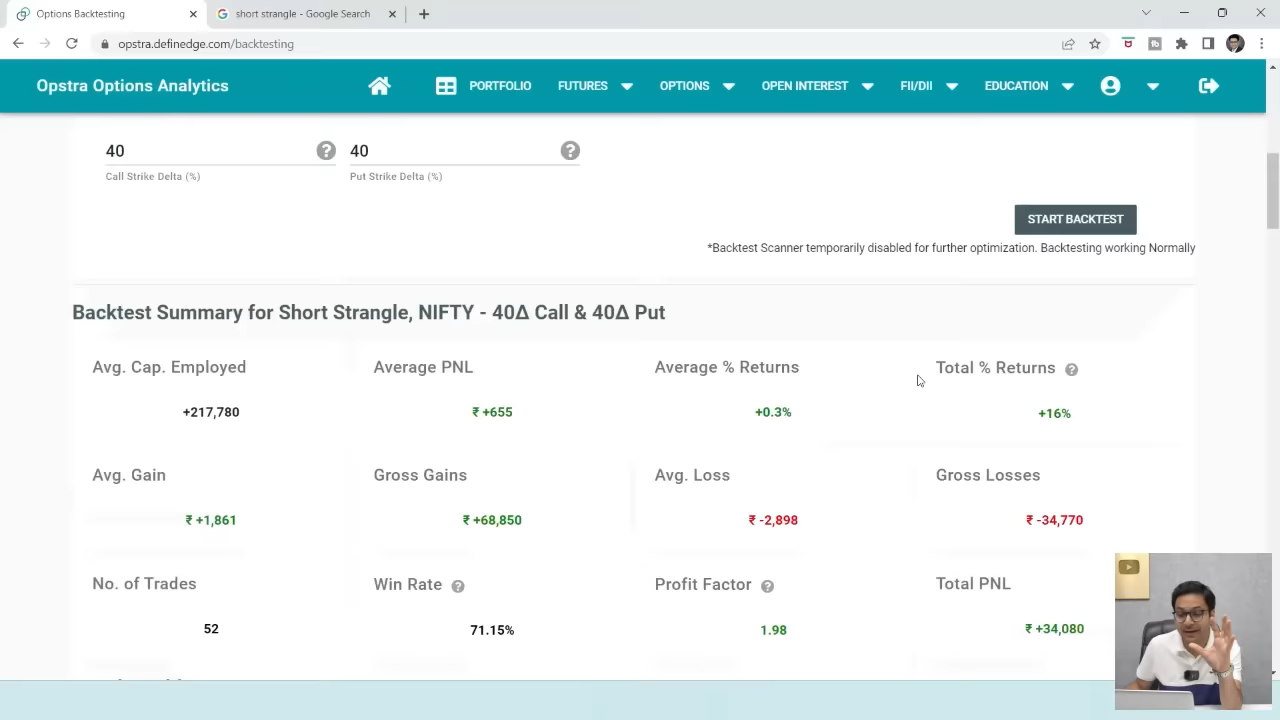 Options Backtesting
short strangle - Google Search
opstra.definedge.com/backtesting
Opstra Options Analytics
PORTFOLIO
FUTURES
OPTIONS
OPEN INTEREST
FII/DII
EDUCATION
40
40
Call Strike Delta (%)
Put Strike Delta (%)
START BACKTEST
*Backtest Scanner temporarily disabled for further optimization. Backtesting working Normally
Backtest Summary for Short Strangle, NIFTY - 40Δ Call & 40Δ Put
Avg. Cap. Employed
Average PNL
Average % Returns
Total % Returns
+217,780
₹ +655
+0.3%
+16%
Avg. Gain
Gross Gains
Avg. Loss
Gross Losses
₹ +1,861
₹ +68,850
₹ -2,898
₹ -34,770
No. of Trades
Win Rate
Profit Factor
Total PNL
52
71.15%
1.98
₹ +34,080